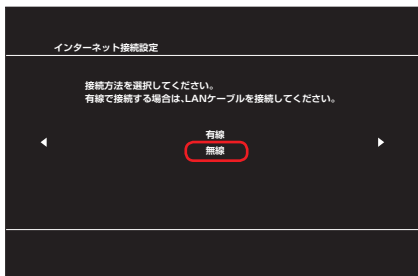 インターネット接続設定
接続方法を選択してください。
有線で接続する場合は、LANケーブルを接続してください。
有線
無線